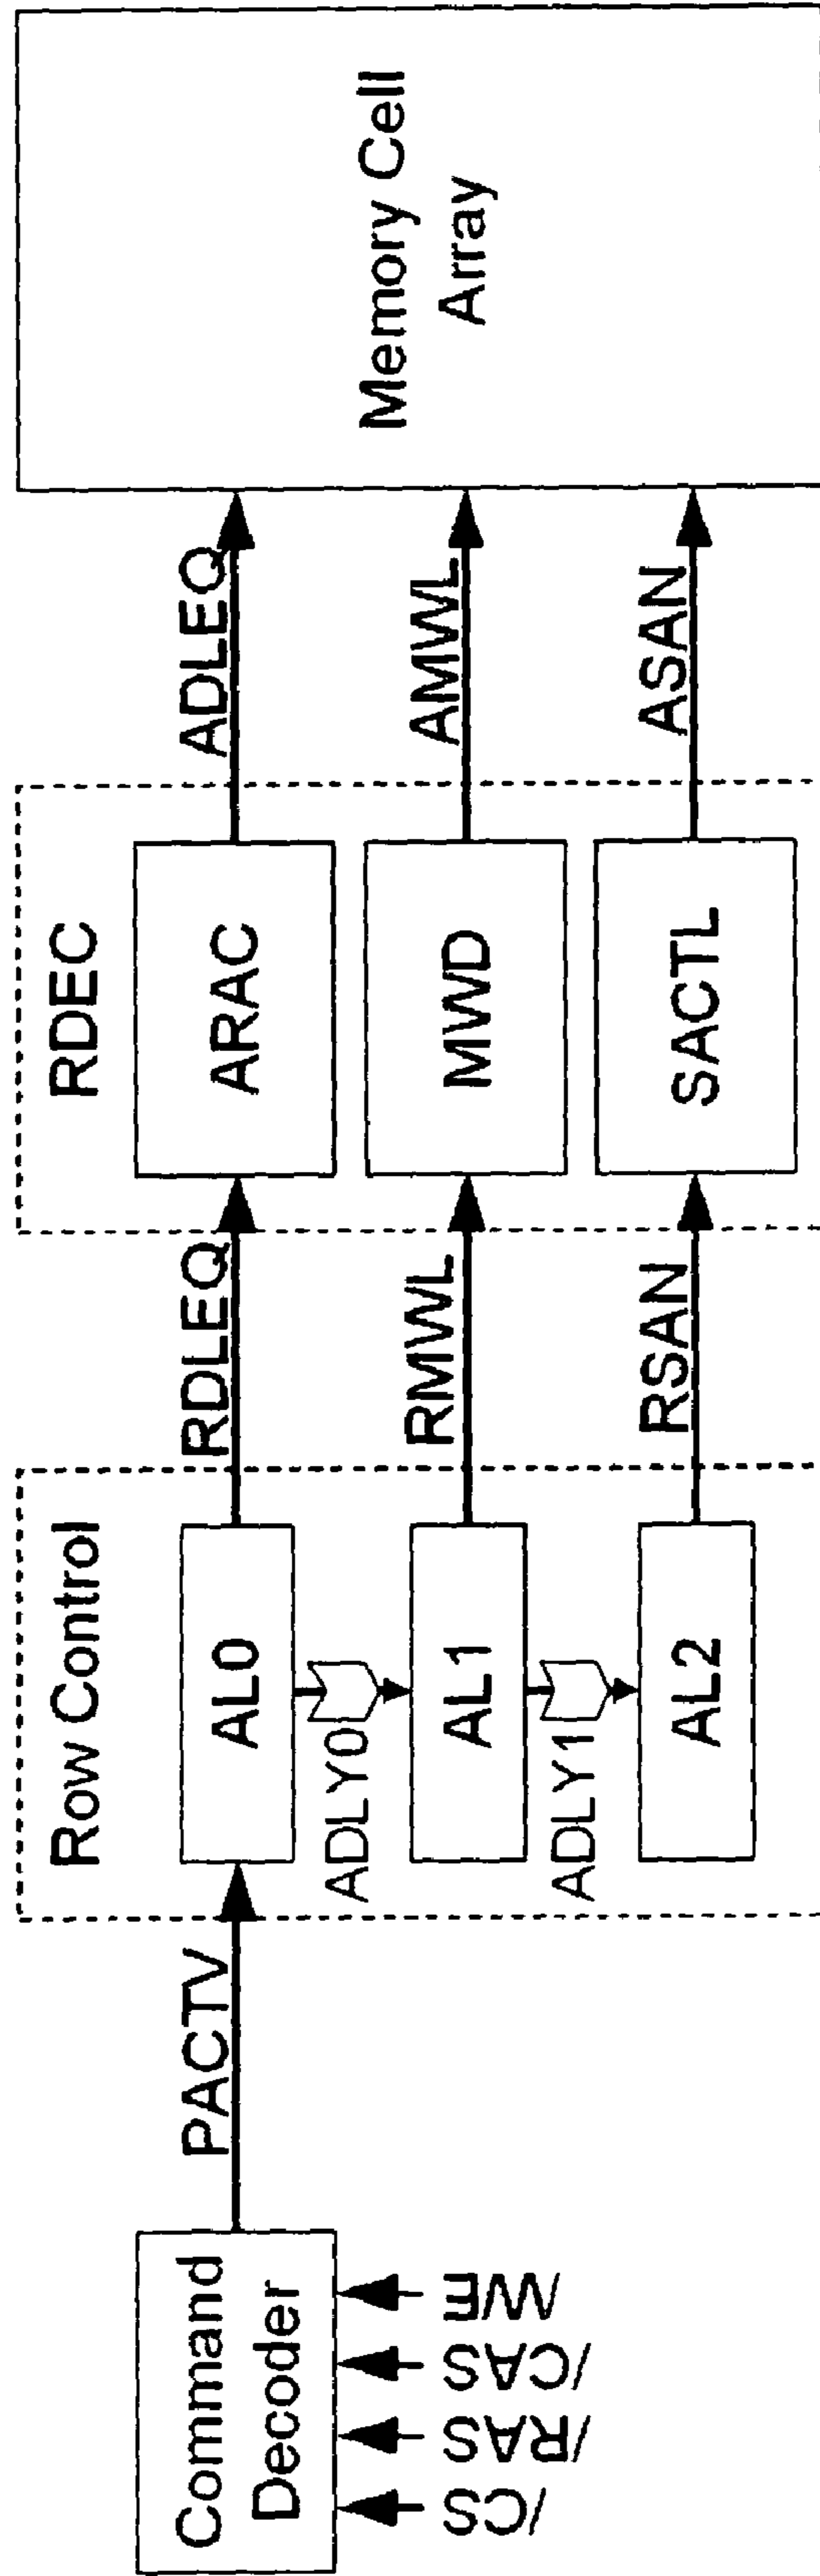 Command
Decoder
/CS
/RAS
/CAS
/WE
PACTV
Row Control
AL0
ADLY0
AL1
ADLY1
AL2
RDLEQ
RMWL
RSAN
RDEC
ARAC
MWD
SACTL
ADLEQ
AMWL
ASAN
Memory Cell
Array